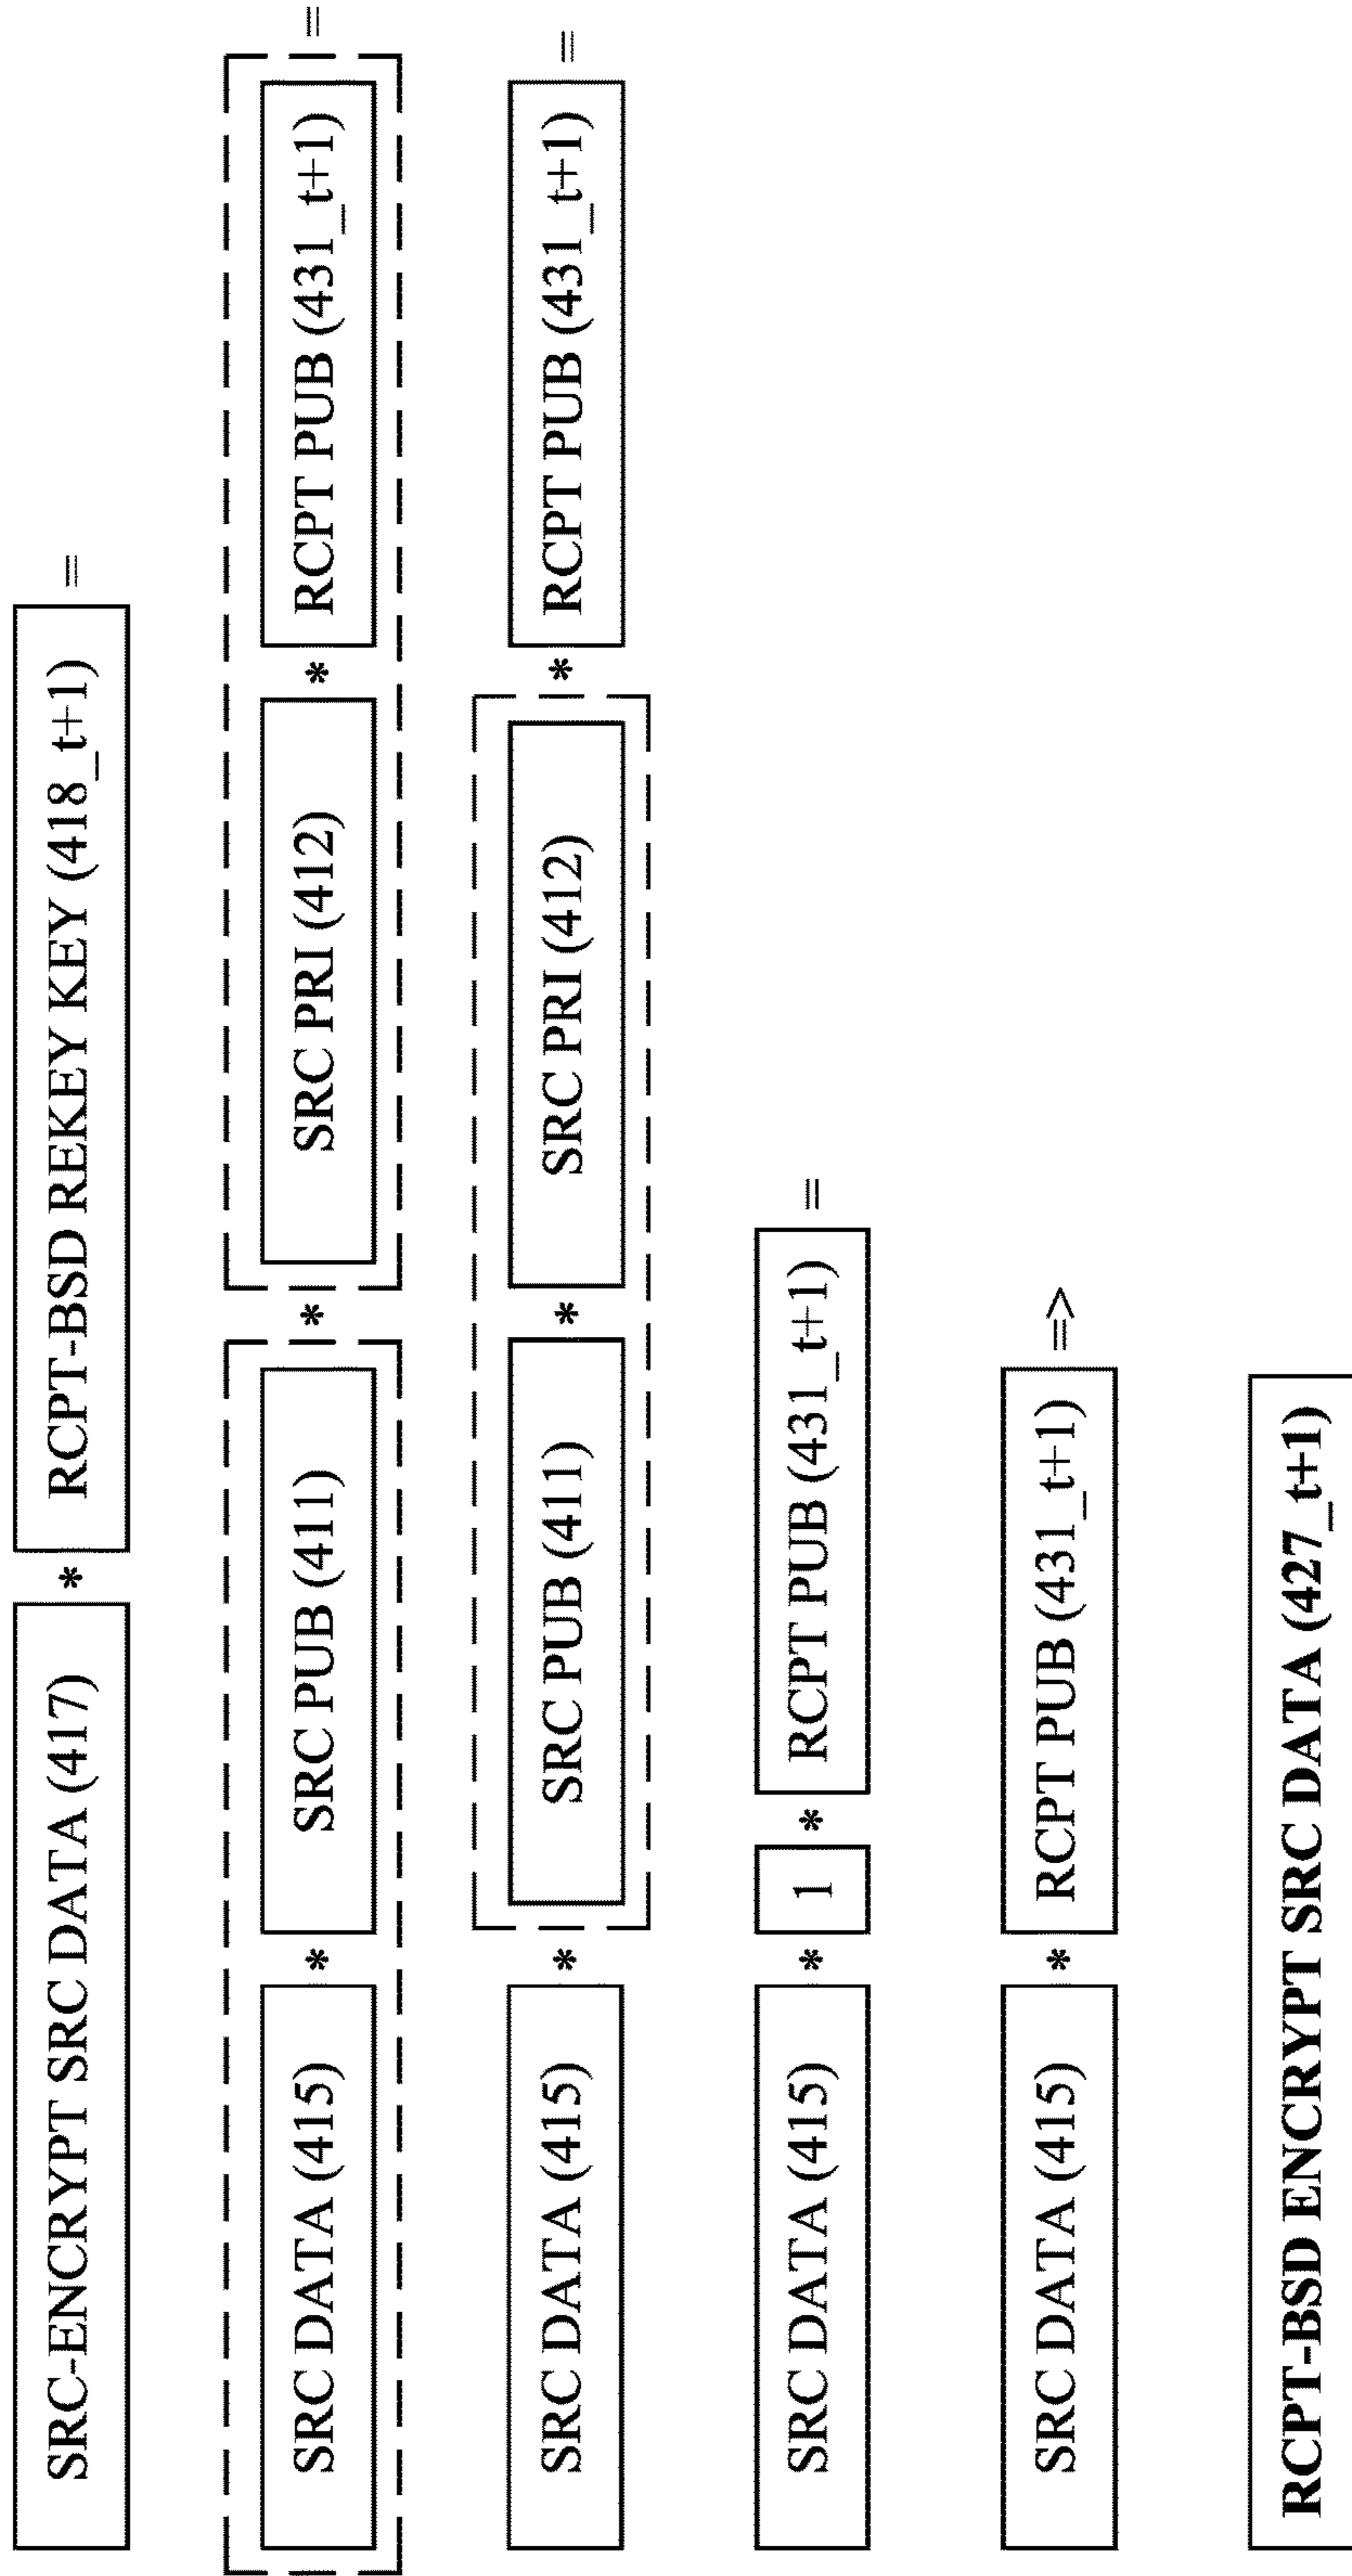 SRC-ENCRYPT SRC DATA (417) * RCPT-BSD REKEY KEY (418_t+1) =
SRC DATA (415) * SRC PUB (411) * SRC PRI (412) * RCPT PUB (431_t+1) =
SRC DATA (415) * SRC PUB (411) * SRC PRI (412) * RCPT PUB (431_t+1) =
SRC DATA (415) * 1 * RCPT PUB (431_t+1) =
SRC DATA (415) * RCPT PUB (431_t+1) =>
RCPT-BSD ENCRYPT SRC DATA (427_t+1)